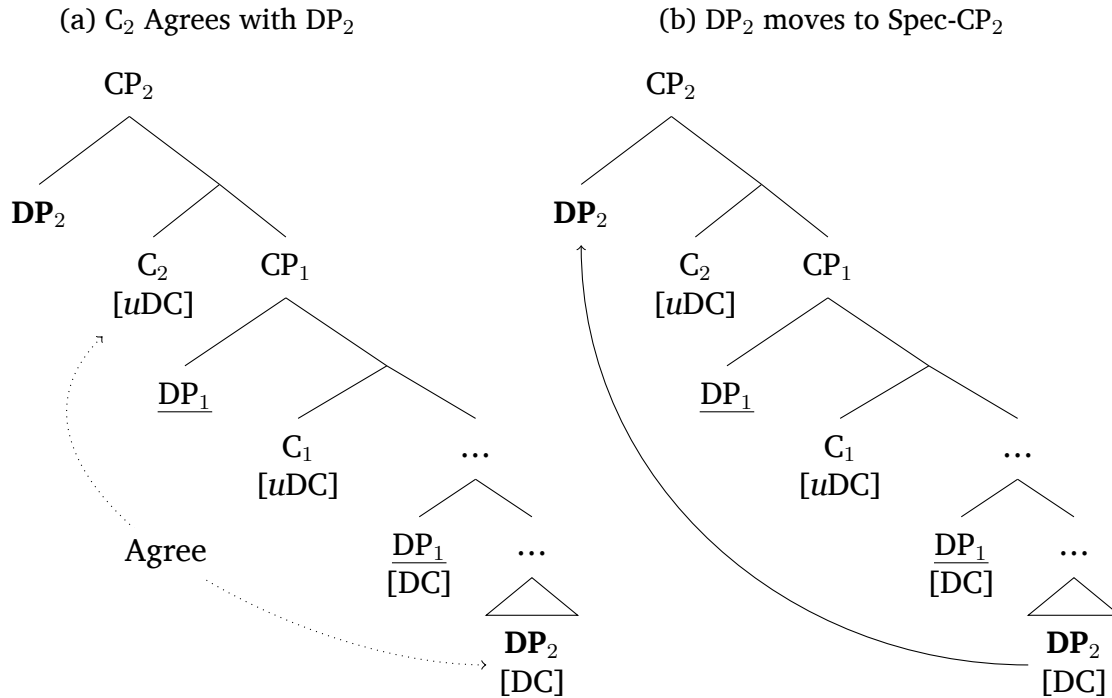 (a) C₂ Agrees with DP₂
CP₂
DP₂
C₂
[uDC]
CP₁
DP₁
C₁
[uDC]
...
Agree
DP₁
[DC]
...
DP₂
[DC]
(b) DP₂ moves to Spec-CP₂
CP₂
DP₂
C₂
[uDC]
CP₁
DP₁
C₁
[uDC]
...
DP₁
[DC]
...
DP₂
[DC]